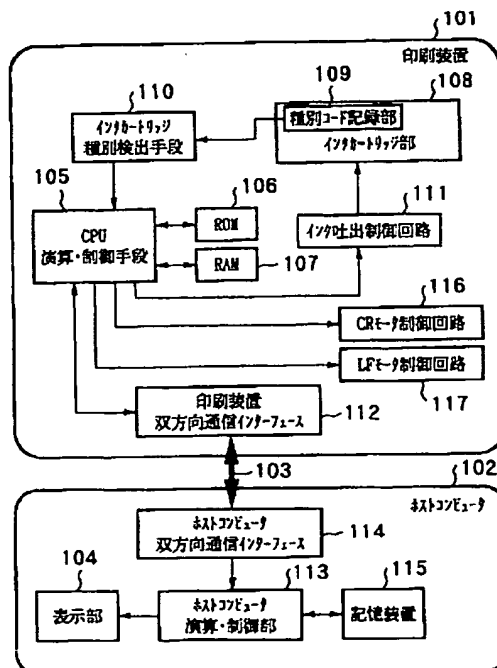 101
印刷装置
110
109
108
インクカートリッジ
種別検出手段
種別コード記録部
インクカートリッジ部
105
106
111
CPU
演算・制御手段
ROM
RAM
107
インク吐出制御回路
116
CRモータ制御回路
LFモータ制御回路
117
印刷装置
双方向通信インターフェース
112
103
102
ホストコンピュータ
ホストコンピュータ
双方向通信インターフェース
114
104
113
115
表示部
ホストコンピュータ
演算・制御部
記憶装置